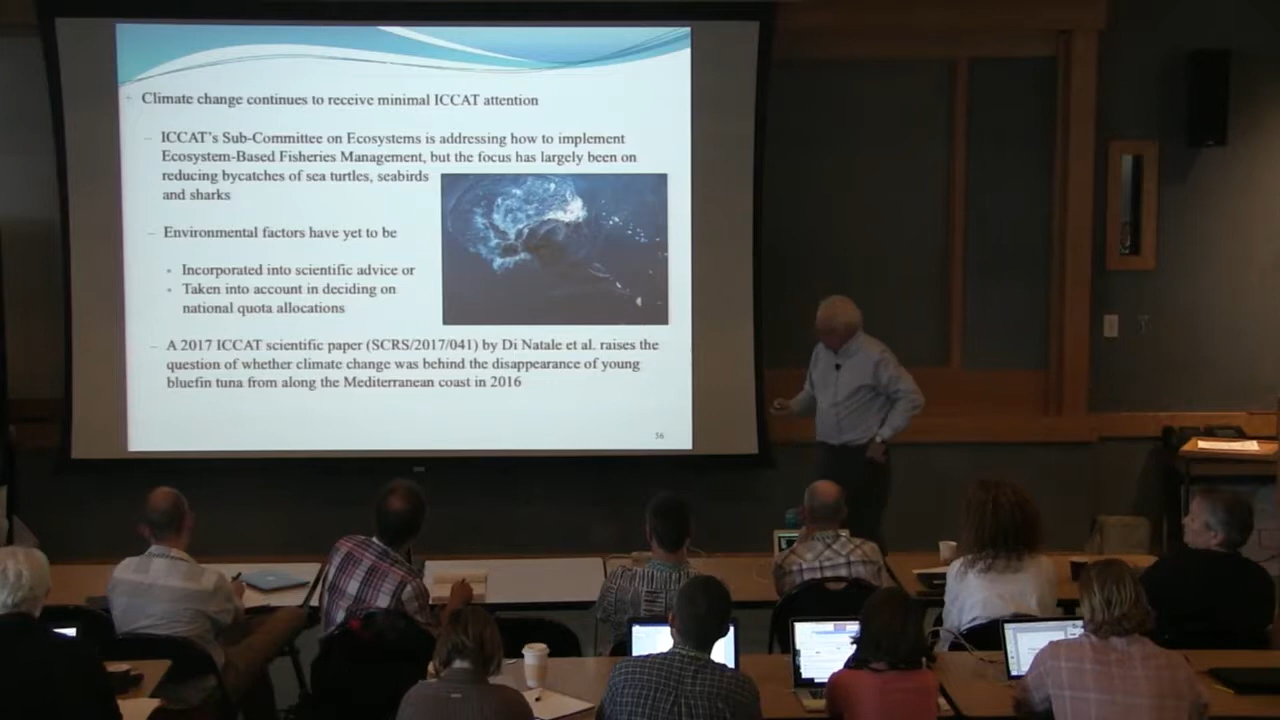 Climate change continues to receive minimal ICCAT attention
– ICCAT's Sub-Committee on Ecosystems is addressing how to implement
Ecosystem-Based Fisheries Management, but the focus has largely been on
reducing bycatches of sea turtles, seabirds
and sharks
– Environmental factors have yet to be
• Incorporated into scientific advice or
• Taken into account in deciding on
national quota allocations
– A 2017 ICCAT scientific paper (SCRS/2017/041) by Di Natale et al. raises the
question of whether climate change was behind the disappearance of young
bluefin tuna from along the Mediterranean coast in 2016
56